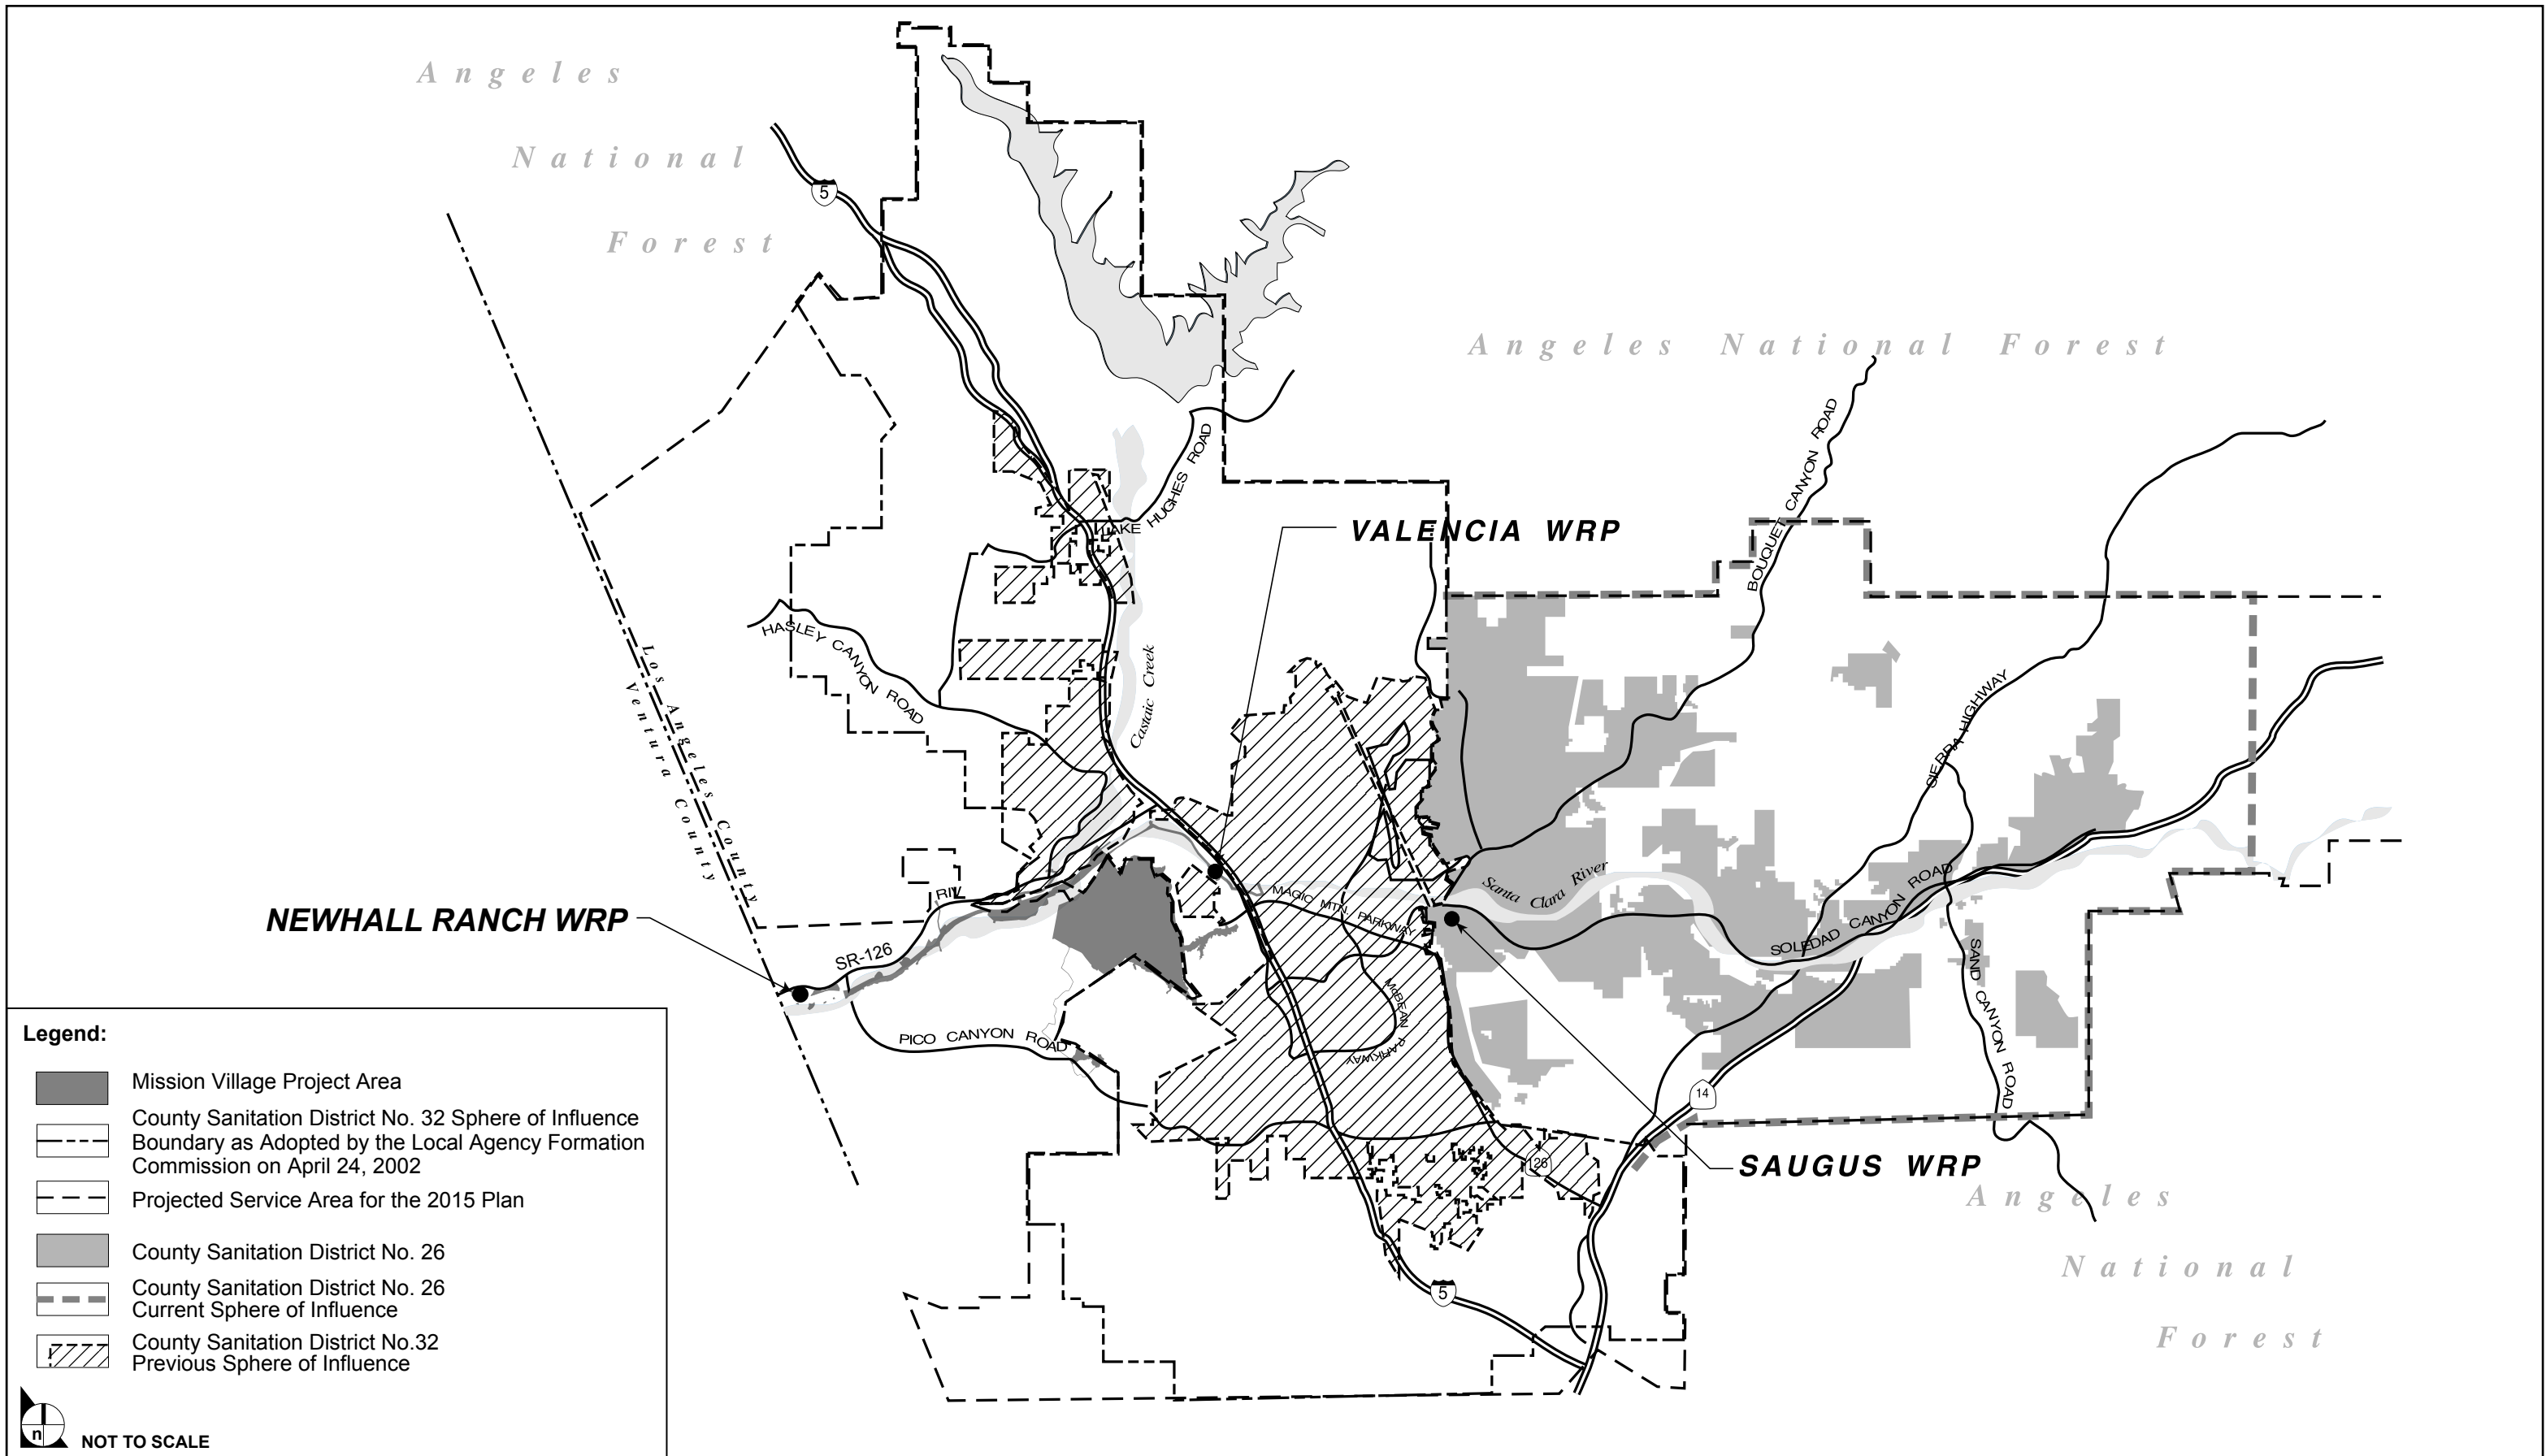 Angeles
National
Forest
5
Angeles National Forest
BOUQUET CANYON ROAD
LAKE HUGHES ROAD
VALENCIA WRP
HASLEY CANYON ROAD
Castaic Creek
Los Angeles County
Ventura County
SIERRA HIGHWAY
Santa Clara River
MAGIC MTN. PARKWAY
RIV.
NEWHALL RANCH WRP
SR-126
SOLEDAD CANYON ROAD
SAND CANYON ROAD
McBEAN PARKWAY
PICO CANYON ROAD
14
126
SAUGUS WRP
5
Angeles
National
Forest
Legend:
Mission Village Project Area
County Sanitation District No. 32 Sphere of Influence
Boundary as Adopted by the Local Agency Formation
Commission on April 24, 2002
Projected Service Area for the 2015 Plan
County Sanitation District No. 26
County Sanitation District No. 26
Current Sphere of Influence
County Sanitation District No.32
Previous Sphere of Influence
n
NOT TO SCALE